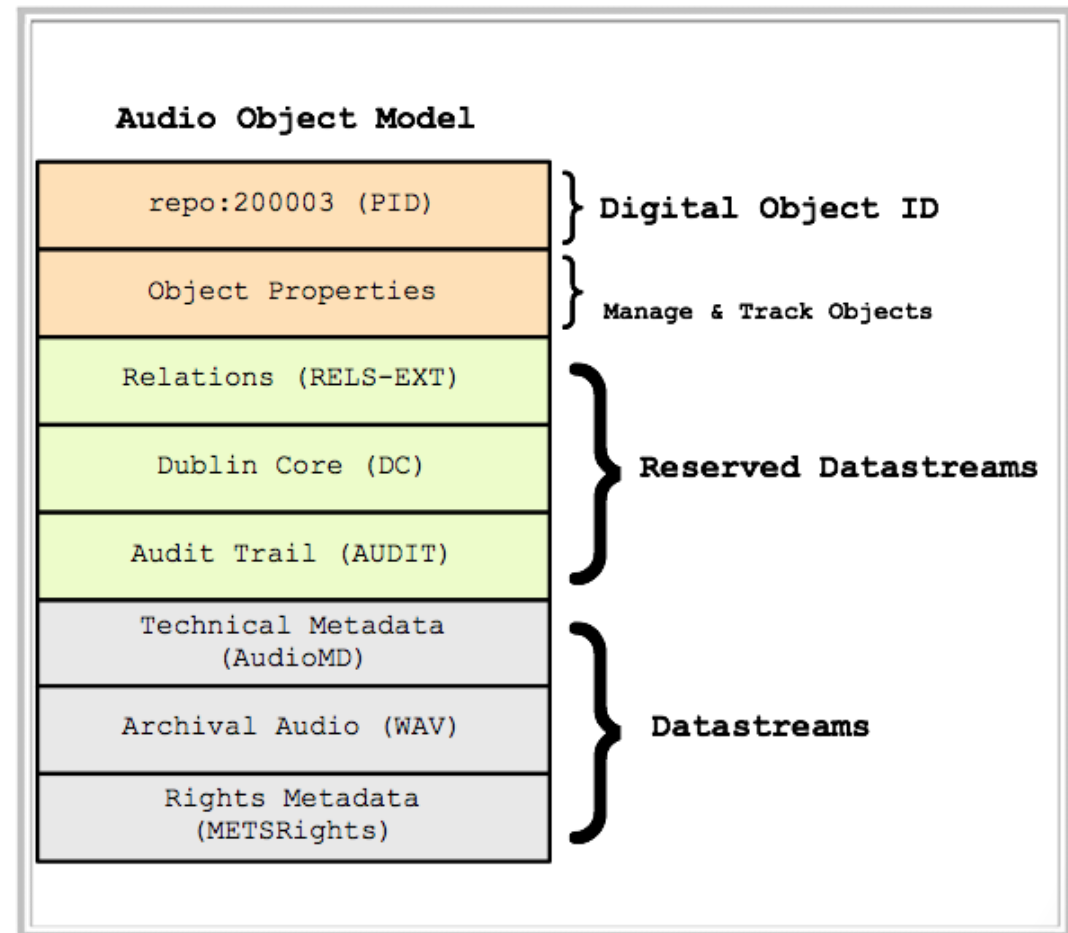 Audio Object Model
repo:200003 (PID)
Digital Object ID
Object Properties
Manage & Track Objects
Relations (RELS-EXT)
Dublin Core (DC)
Reserved Datastreams
Audit Trail (AUDIT)
Technical Metadata
(AudioMD)
Archival Audio (WAV)
Datastreams
Rights Metadata
(METSRights)